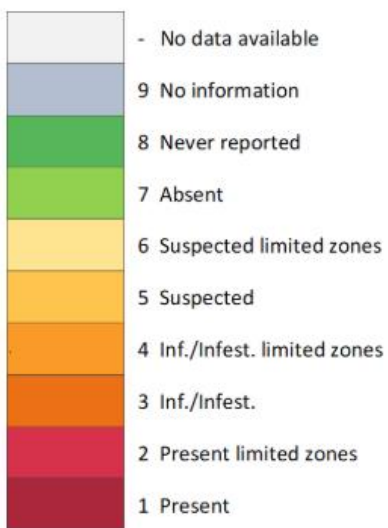 - No data available
9 No information
8 Never reported
7 Absent
6 Suspected limited zones
5 Suspected
4 Inf./Infest. limited zones
3 Inf./Infest.
2 Present limited zones
1 Present